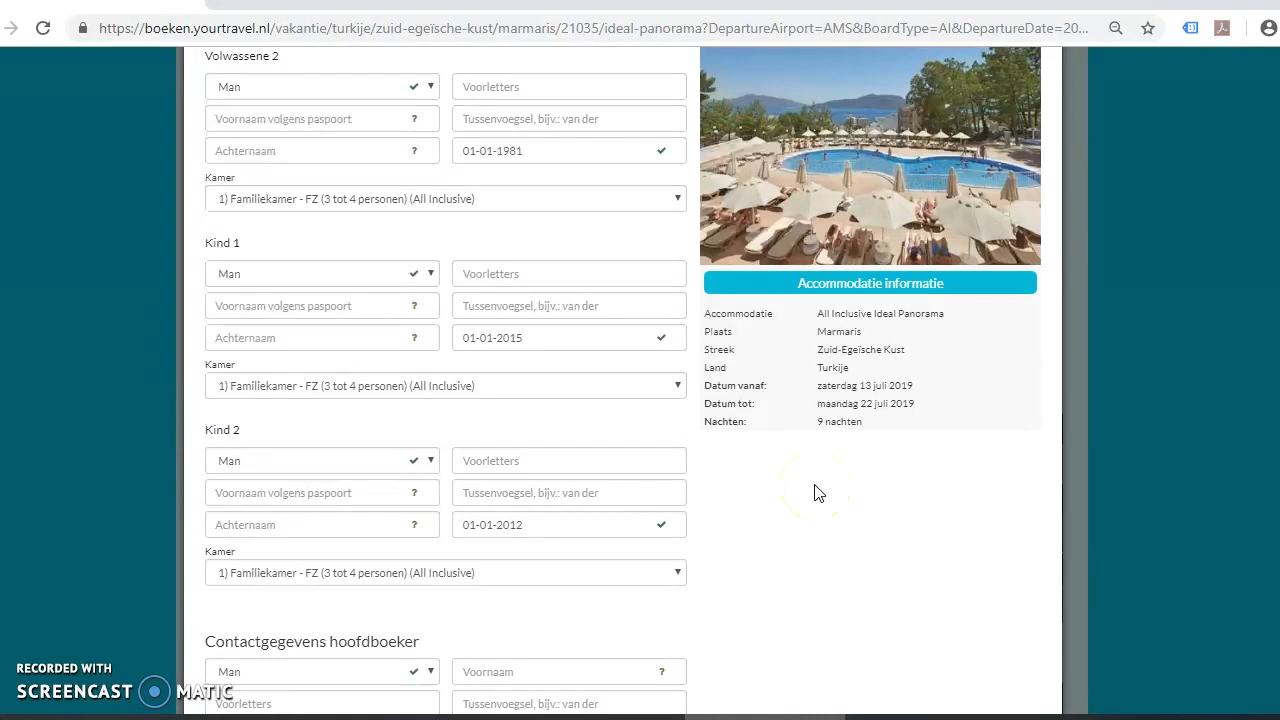 https://boeken.yourtravel.nl/vakantie/turkije/zuid-egeïsche-kust/marmaris/21035/ideal-panorama?DepartureAirport=AMS&BoardType=AI&DepartureDate=20...
Volwassene 2
Man
Voorletters
Voornaam volgens paspoort ?
Tussenvoegsel, bijv.: van der
Achternaam ?
01-01-1981
Kamer
1) Familiekamer - FZ (3 tot 4 personen) (All Inclusive)
Kind 1
Man
Voorletters
Voornaam volgens paspoort ?
Tussenvoegsel, bijv.: van der
Achternaam ?
01-01-2015
Kamer
1) Familiekamer - FZ (3 tot 4 personen) (All Inclusive)
Kind 2
Man
Voorletters
Voornaam volgens paspoort ?
Tussenvoegsel, bijv.: van der
Achternaam ?
01-01-2012
Kamer
1) Familiekamer - FZ (3 tot 4 personen) (All Inclusive)
Contactgegevens hoofdboeker
Man
Voornaam ?
Voorletters
Tussenvoegsel, bijv.: van der
Accommodatie informatie
Accommodatie All Inclusive Ideal Panorama
Plaats Marmaris
Streek Zuid-Egeïsche Kust
Land Turkije
Datum vanaf: zaterdag 13 juli 2019
Datum tot: maandag 22 juli 2019
Nachten: 9 nachten
RECORDED WITH
SCREENCAST MATIC